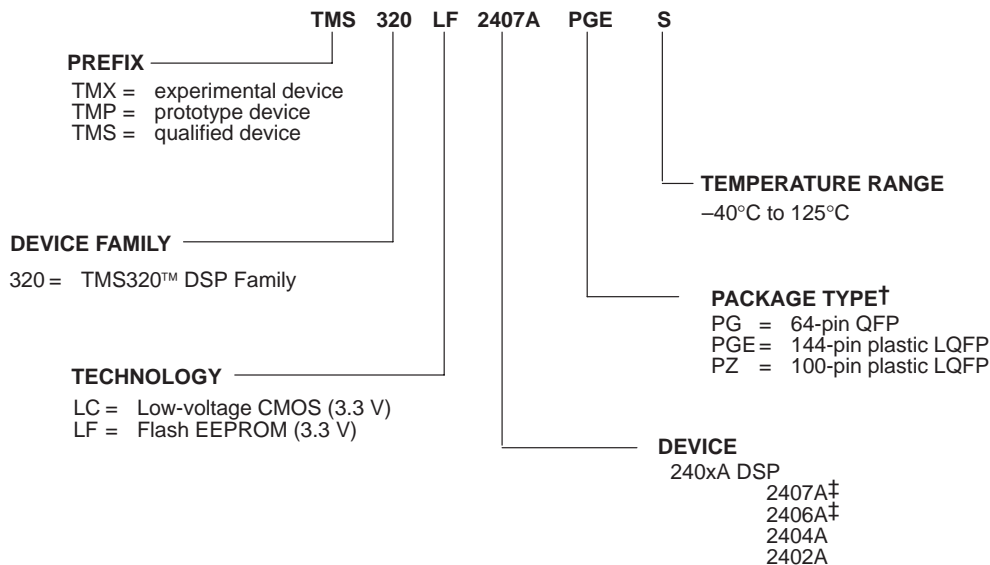 TMS 320 LF 2407A PGE S
PREFIX
TMX = experimental device
TMP = prototype device
TMS = qualified device
TEMPERATURE RANGE
–40°C to 125°C
DEVICE FAMILY
320 = TMS320™ DSP Family
PACKAGE TYPE†
PG = 64-pin QFP
PGE = 144-pin plastic LQFP
PZ = 100-pin plastic LQFP
TECHNOLOGY
LC = Low-voltage CMOS (3.3 V)
LF = Flash EEPROM (3.3 V)
DEVICE
240xA DSP
2407A‡
2406A‡
2404A
2402A